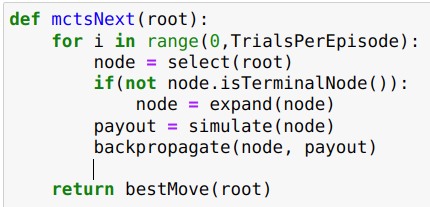 def mctsNext(root):
    for i in range(0,TrialsPerEpisode):
        node = select(root)
        if(not node.isTerminalNode()):
            node = expand(node)
        payout = simulate(node)
        backpropagate(node, payout)
    return bestMove(root)